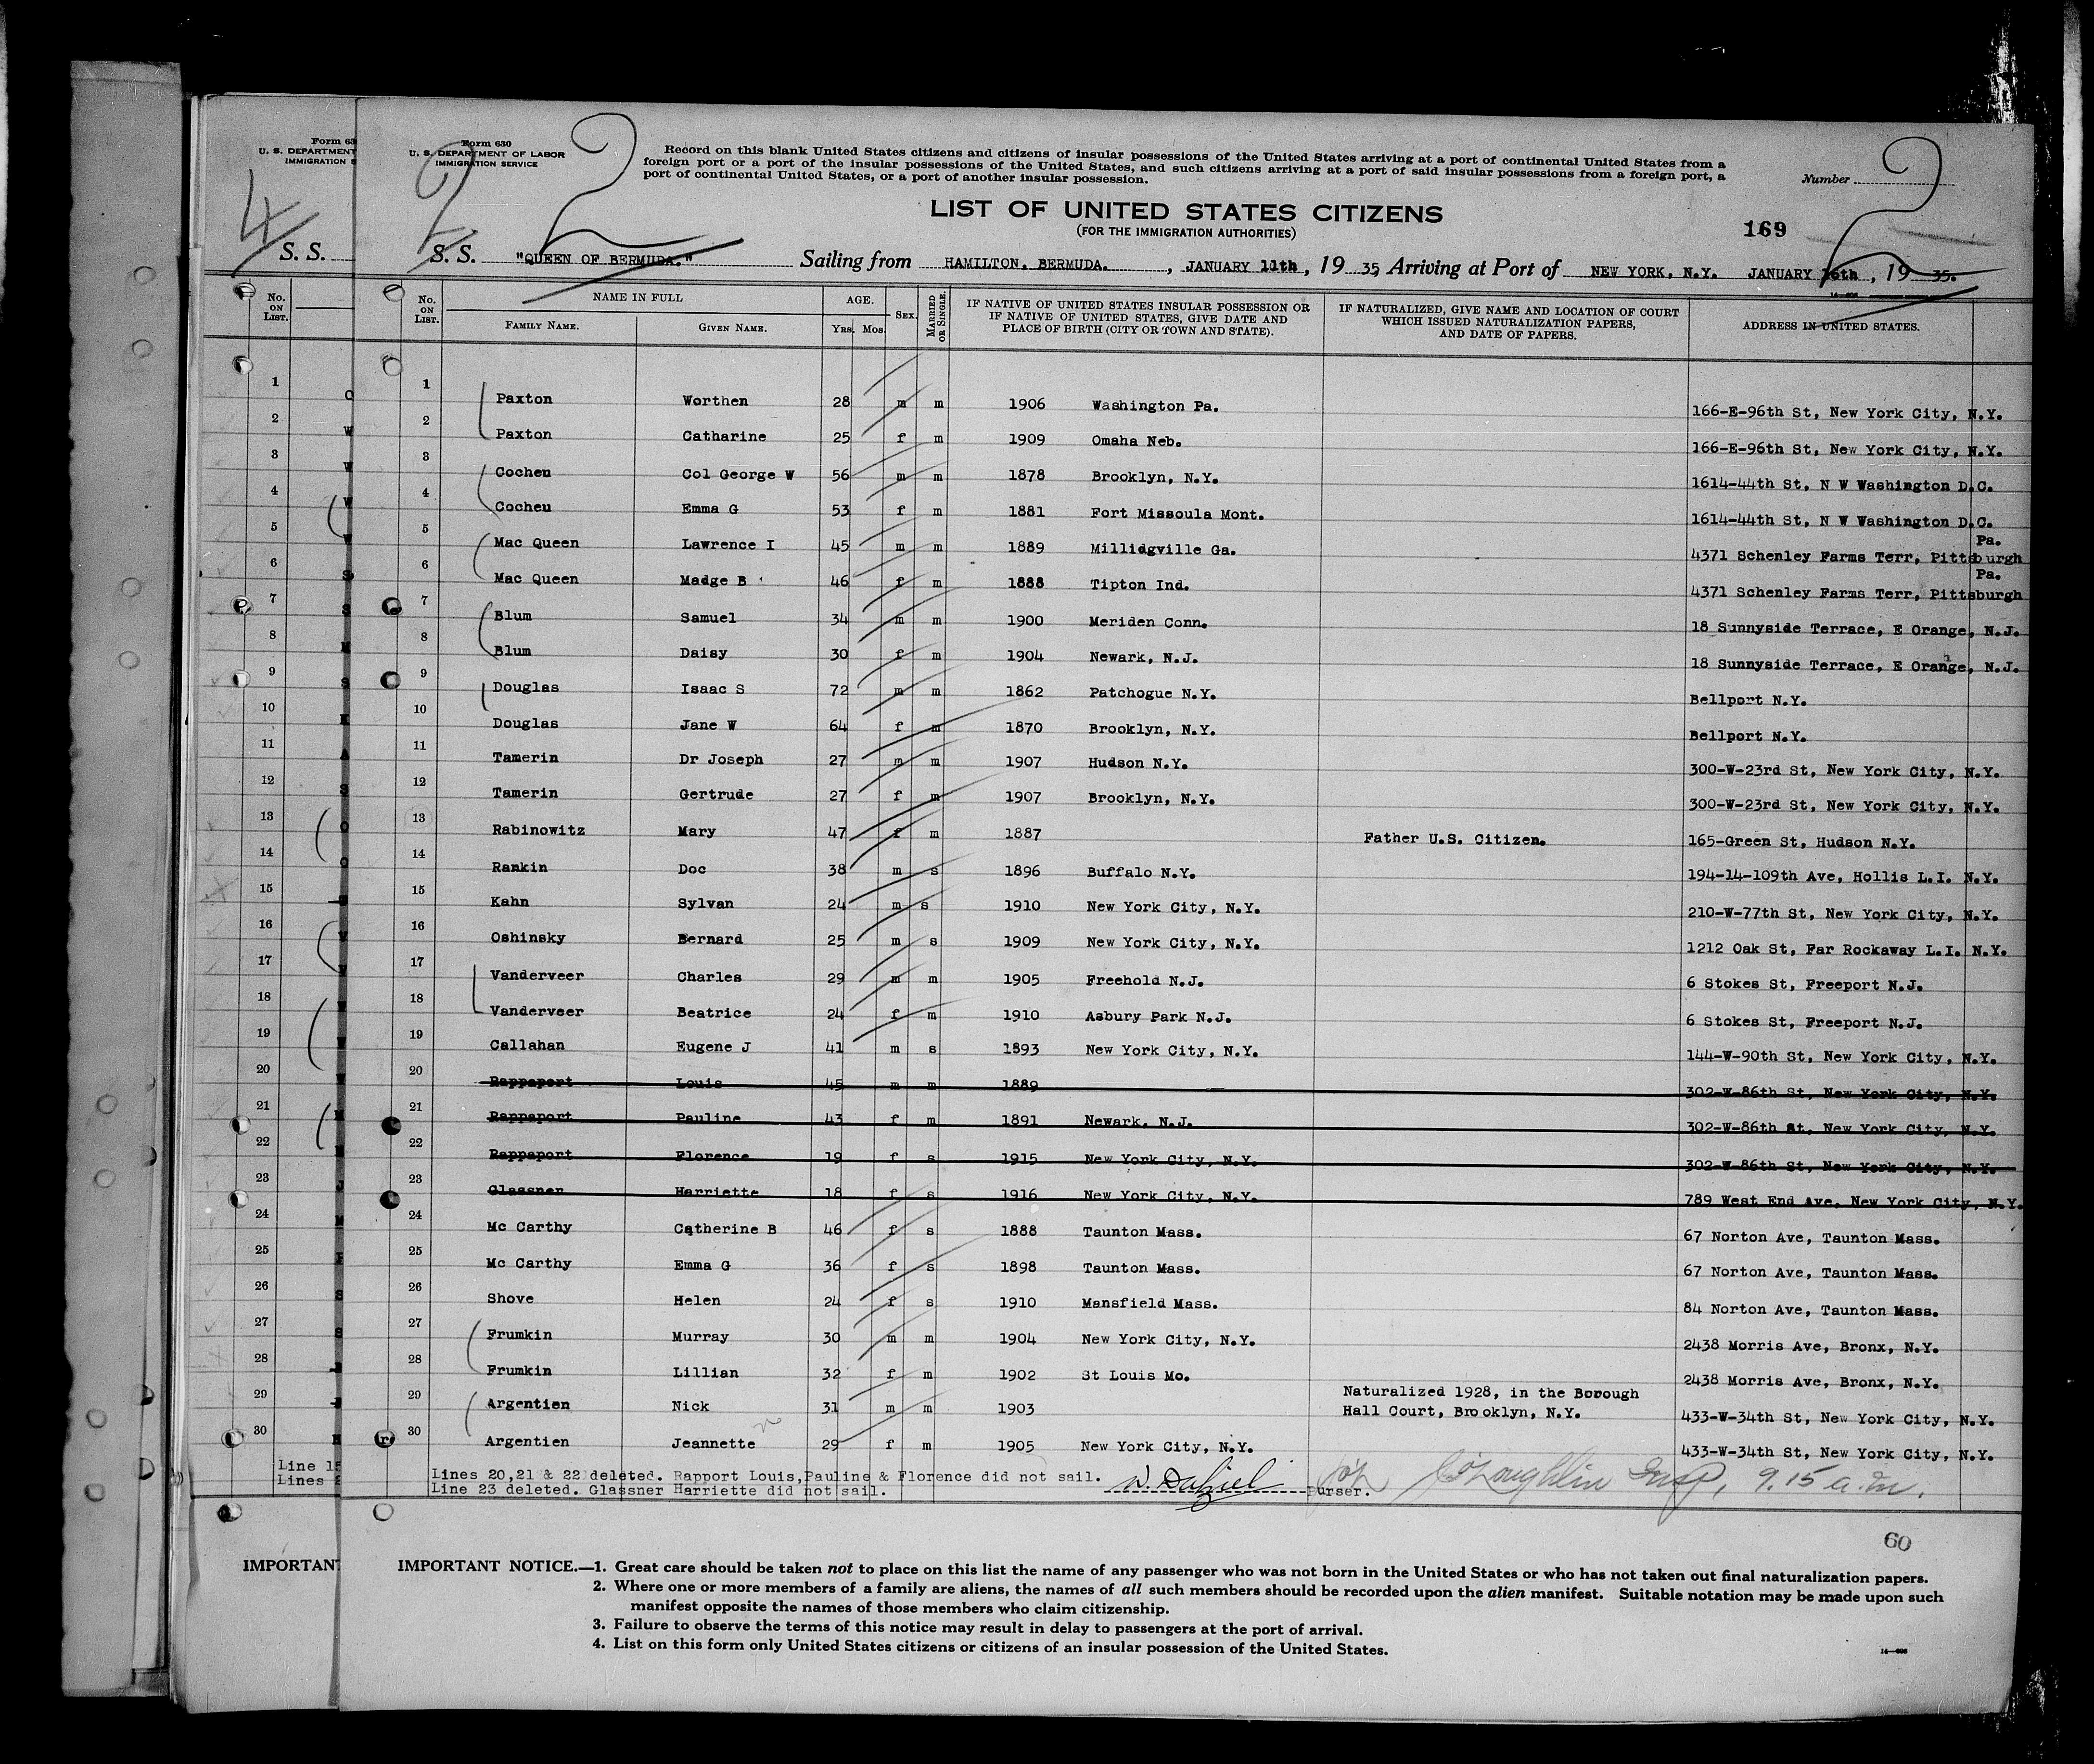 Form 63
U. S. DEPARTMENT
IMMIGRATION S
4
S. S.
Form 630
U. S. DEPARTMENT OF LABOR
IMMIGRATION SERVICE
2
2
Record on this blank United States citizens and citizens of insular possessions of the United States arriving at a port of continental United States from a
foreign port or a port of the insular possessions of the United States, and such citizens arriving at a port of said insular possessions from a foreign port, a
port of continental United States, or a port of another insular possession.
Number 2
LIST OF UNITED STATES CITIZENS
(FOR THE IMMIGRATION AUTHORITIES)
169
S. S. "QUEEN OF BERMUDA." Sailing from HAMILTON, BERMUDA. , JANUARY 11th , 19 35, Arriving at Port of NEW YORK, N.Y. JANUARY 16th , 19 35.
No. ON LIST. NAME IN FULL AGE. SEX. MARRIED OR SINGLE. IF NATIVE OF UNITED STATES INSULAR POSSESSION OR IF NATIVE OF UNITED STATES, GIVE DATE AND PLACE OF BIRTH (CITY OR TOWN AND STATE). IF NATURALIZED, GIVE NAME AND LOCATION OF COURT WHICH ISSUED NATURALIZATION PAPERS, AND DATE OF PAPERS. ADDRESS IN UNITED STATES.
FAMILY NAME. GIVEN NAME. Yrs. Mos.
1 Paxton Worthen 28 m m 1906 Washington Pa. 166-E-96th St, New York City, N.Y.
2 Paxton Catharine 25 f m 1909 Omaha Neb. 166-E-96th St, New York City, N.Y.
3 Cocheu Col George W 56 m m 1878 Brooklyn, N.Y. 1614-44th St, N W Washington D.C.
4 Cocheu Emma G 53 f m 1881 Fort Missoula Mont. 1614-44th St, N W Washington D.C.
5 Mac Queen Lawrence I 45 m m 1889 Millidgville Ga. 4371 Schenley Farms Terr, Pittsburgh Pa.
6 Mac Queen Madge B 46 f m 1888 Tipton Ind. 4371 Schenley Farms Terr, Pittsburgh Pa.
7 Blum Samuel 34 m m 1900 Meriden Conn. 18 Sunnyside Terrace, E Orange, N.J.
8 Blum Daisy 30 f m 1904 Newark, N.J. 18 Sunnyside Terrace, E Orange, N.J.
9 Douglas Isaac S 72 m m 1862 Patchogue N.Y. Bellport N.Y.
10 Douglas Jane W 64 f m 1870 Brooklyn, N.Y. Bellport N.Y.
11 Tamerin Dr Joseph 27 m m 1907 Hudson N.Y. 300-W-23rd St, New York City, N.Y.
12 Tamerin Gertrude 27 f m 1907 Brooklyn, N.Y. 300-W-23rd St, New York City, N.Y.
13 Rabinowitz Mary 47 f m 1887 Father U.S. Citizen. 165-Green St, Hudson N.Y.
14 Rankin Doc 38 m s 1896 Buffalo N.Y. 194-14-109th Ave, Hollis L.I. N.Y.
15 Kahn Sylvan 24 m s 1910 New York City, N.Y. 210-W-77th St, New York City, N.Y.
16 Oshinsky Bernard 25 m s 1909 New York City, N.Y. 1212 Oak St, Far Rockaway L.I. N.Y.
17 Vanderveer Charles 29 m m 1905 Freehold N.J. 6 Stokes St, Freeport N.J.
18 Vanderveer Beatrice 24 f m 1910 Asbury Park N.J. 6 Stokes St, Freeport N.J.
19 Callahan Eugene J 41 m s 1893 New York City, N.Y. 144-W-90th St, New York City, N.Y.
20 Rappaport Louis 45 m m 1889 302-W-86th St, New York City, N.Y.
21 Rappaport Pauline 43 f m 1891 Newark, N.J. 302-W-86th St, New York City, N.Y.
22 Rappaport Florence 19 f s 1915 New York City, N.Y. 302-W-86th St, New York City, N.Y.
23 Glassner Harriette 18 f s 1916 New York City, N.Y. 789 West End Ave, New York City, N.Y.
24 Mc Carthy Catherine B 46 f s 1888 Taunton Mass. 67 Norton Ave, Taunton Mass.
25 Mc Carthy Emma G 36 f s 1898 Taunton Mass. 67 Norton Ave, Taunton Mass.
26 Shove Helen 24 f s 1910 Mansfield Mass. 84 Norton Ave, Taunton Mass.
27 Frumkin Murray 30 m m 1904 New York City, N.Y. 2438 Morris Ave, Bronx, N.Y.
28 Frumkin Lillian 32 f m 1902 St Louis Mo. 2438 Morris Ave, Bronx, N.Y.
29 Argentien Nick 31 m m 1903 Naturalized 1928, in the Borough Hall Court, Brooklyn, N.Y. 433-W-34th St, New York City, N.Y.
30 Argentien Jeannette 29 f m 1905 New York City, N.Y. 433-W-34th St, New York City, N.Y.
Lines 20,21 & 22 deleted. Rapport Louis,Pauline & Florence did not sail.
Line 23 deleted. Glassner Harriette did not sail.
Purser.
J. O'Loughlin Insp, 9.15 a.m.
60
IMPORTANT NOTICE.—1. Great care should be taken not to place on this list the name of any passenger who was not born in the United States or who has not taken out final naturalization papers.
2. Where one or more members of a family are aliens, the names of all such members should be recorded upon the alien manifest. Suitable notation may be made upon such
manifest opposite the names of those members who claim citizenship.
3. Failure to observe the terms of this notice may result in delay to passengers at the port of arrival.
4. List on this form only United States citizens or citizens of an insular possession of the United States.